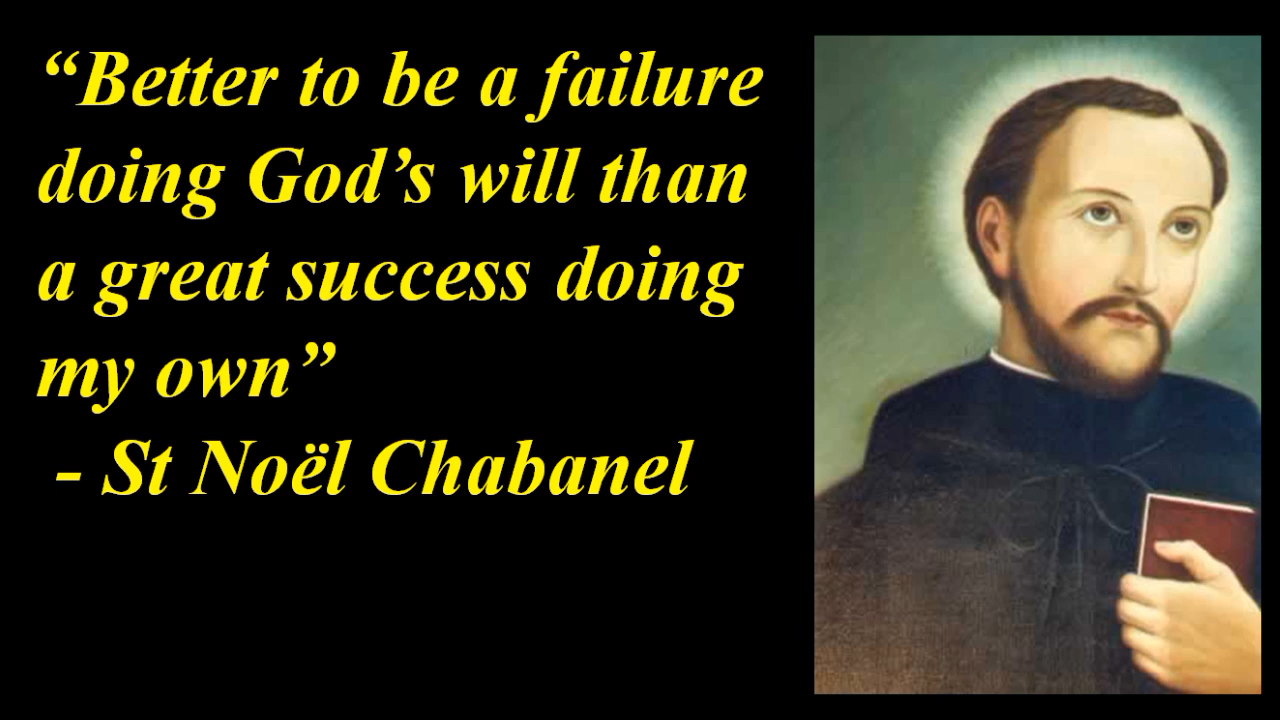 “Better to be a failure
doing God’s will than
a great success doing
my own”
- St Noël Chabanel